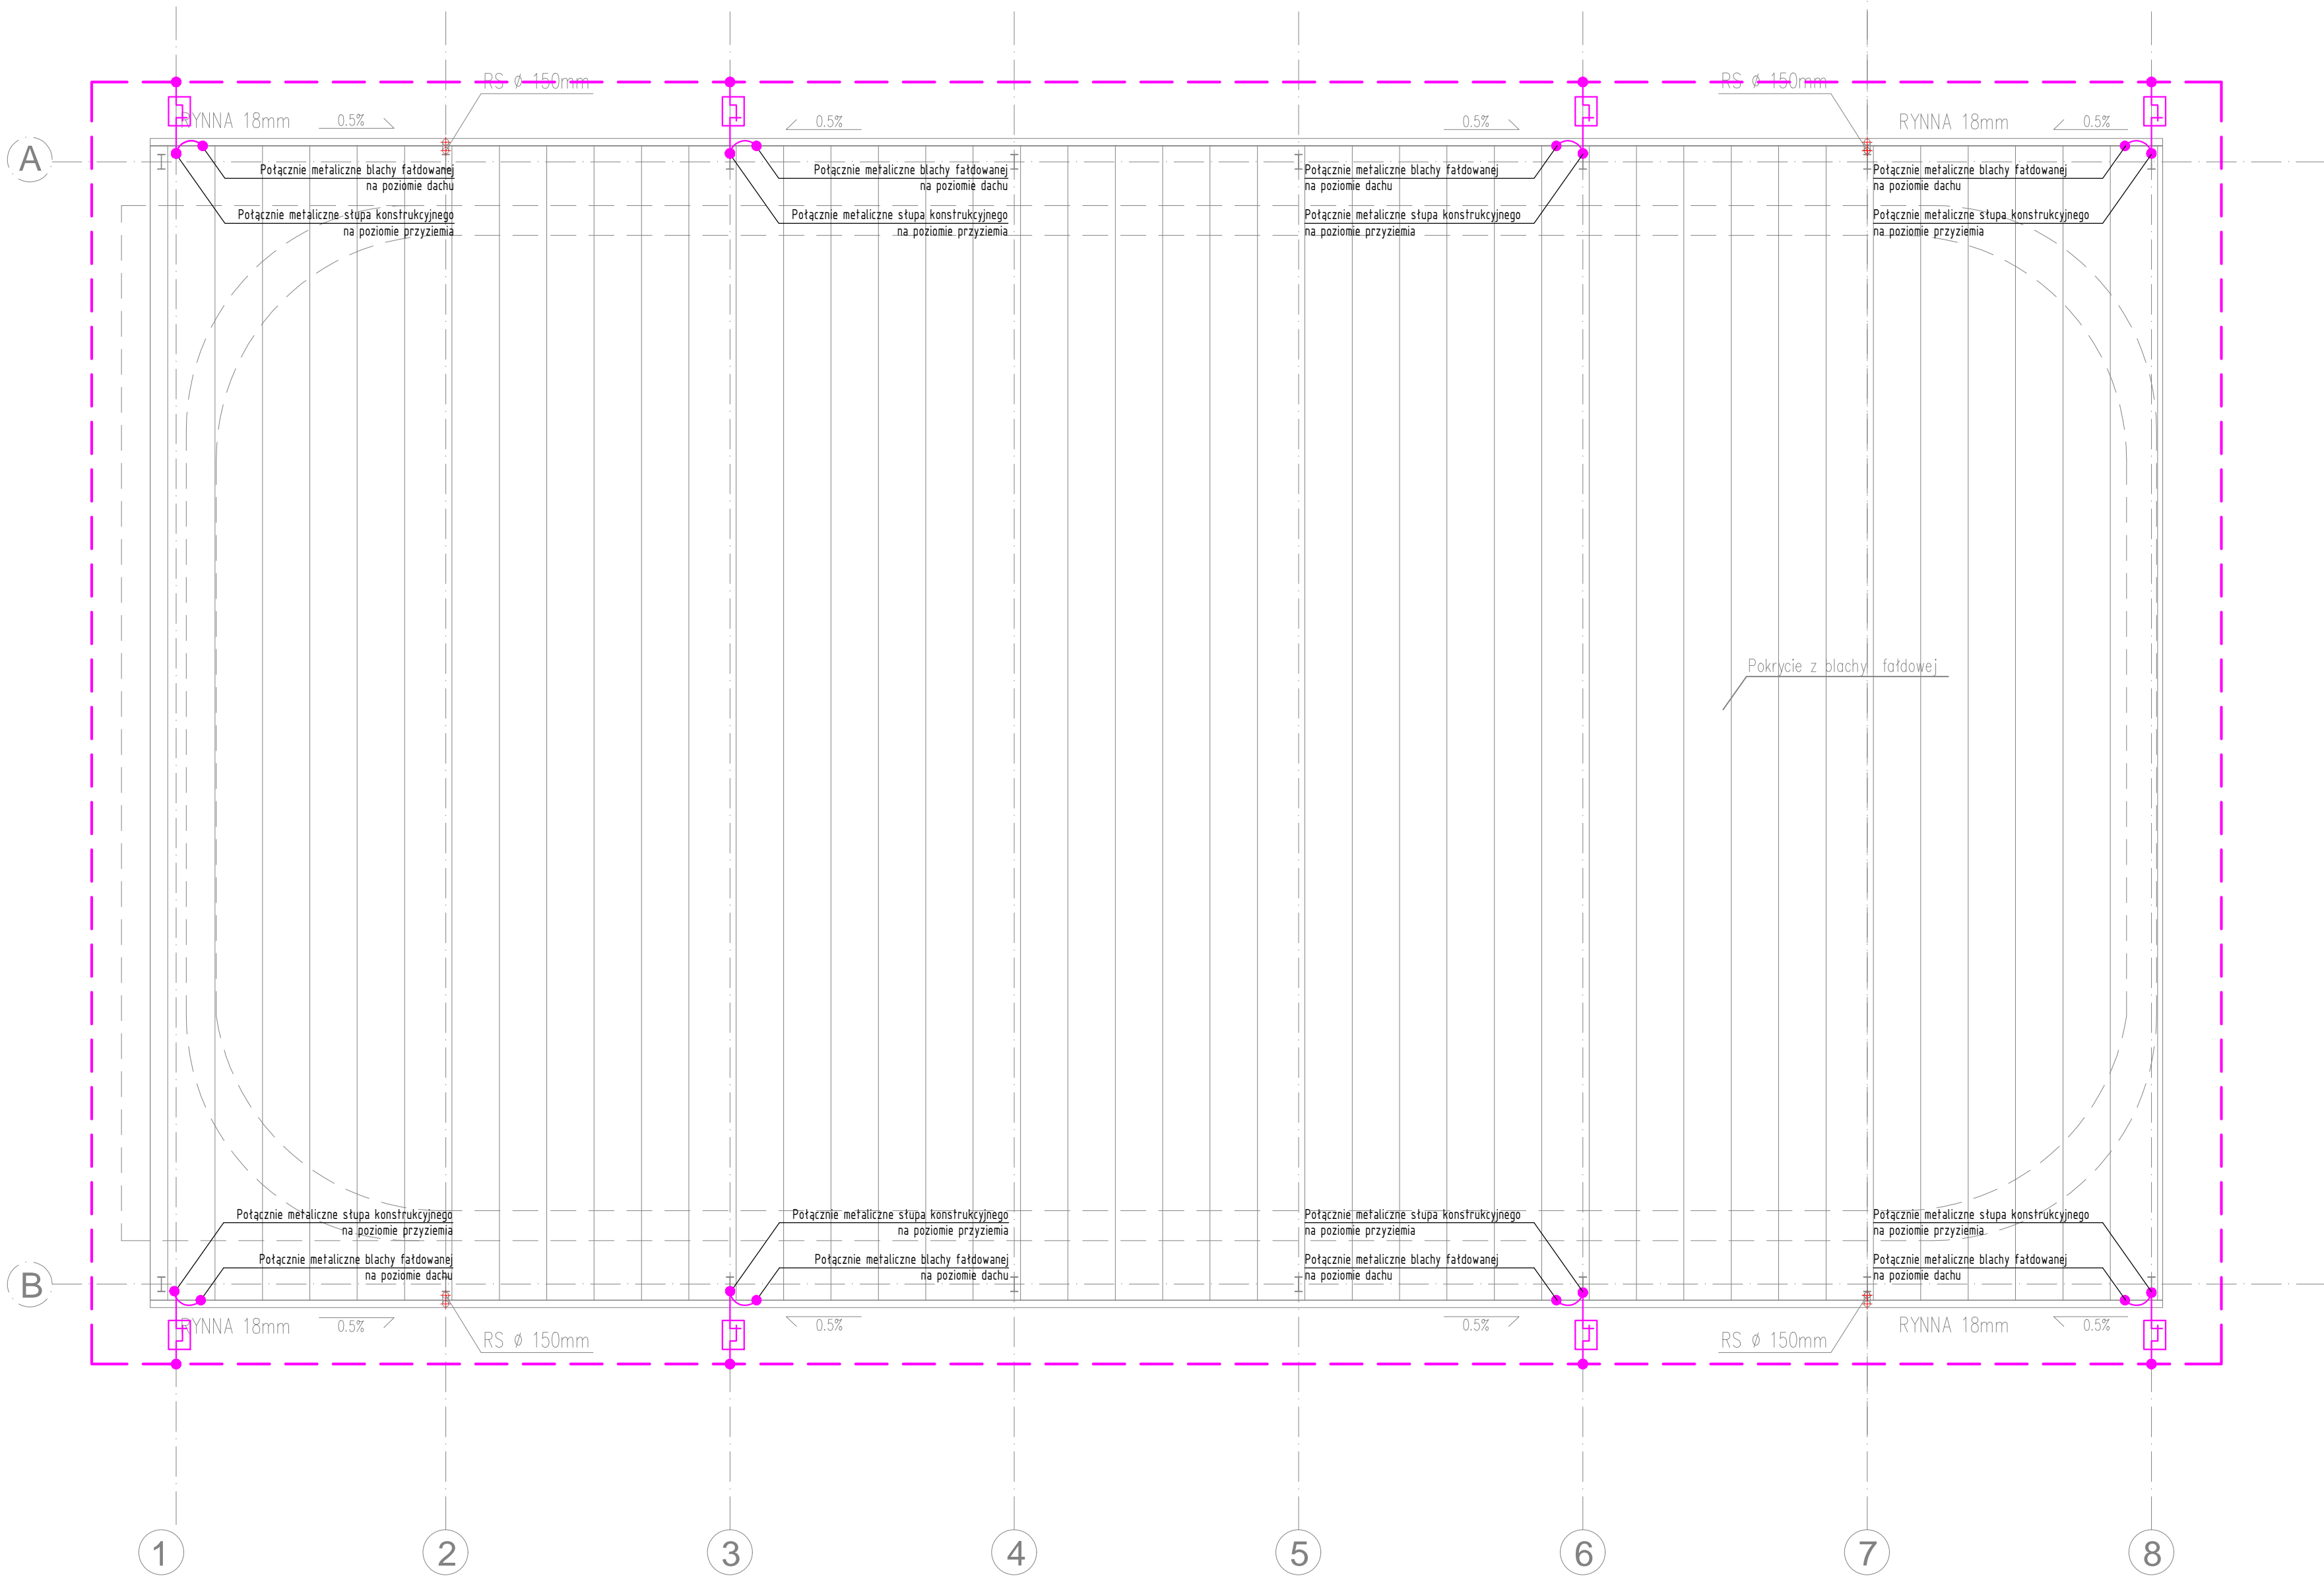 RS ø 150mm
RS ø 150mm
RYNNA 18mm
0.5%
0.5%
0.5%
RYNNA 18mm
0.5%
A
Połącznie metaliczne blachy fałdowanej
na poziomie dachu
Połącznie metaliczne słupa konstrukcyjnego
na poziomie przyziemia
Połącznie metaliczne blachy fałdowanej
na poziomie dachu
Połącznie metaliczne słupa konstrukcyjnego
na poziomie przyziemia
Połącznie metaliczne blachy fałdowanej
na poziomie dachu
Połącznie metaliczne słupa konstrukcyjnego
na poziomie przyziemia
Połącznie metaliczne blachy fałdowanej
na poziomie dachu
Połącznie metaliczne słupa konstrukcyjnego
na poziomie przyziemia
Pokrycie z blachy fałdowej
Połącznie metaliczne słupa konstrukcyjnego
na poziomie przyziemia
Połącznie metaliczne blachy fałdowanej
na poziomie dachu
Połącznie metaliczne słupa konstrukcyjnego
na poziomie przyziemia
Połącznie metaliczne blachy fałdowanej
na poziomie dachu
Połącznie metaliczne słupa konstrukcyjnego
na poziomie przyziemia
Połącznie metaliczne blachy fałdowanej
na poziomie dachu
Połącznie metaliczne słupa konstrukcyjnego
na poziomie przyziemia
Połącznie metaliczne blachy fałdowanej
na poziomie dachu
B
RYNNA 18mm
0.5%
0.5%
0.5%
RYNNA 18mm
0.5%
RS ø 150mm
RS ø 150mm
1
2
3
4
5
6
7
8